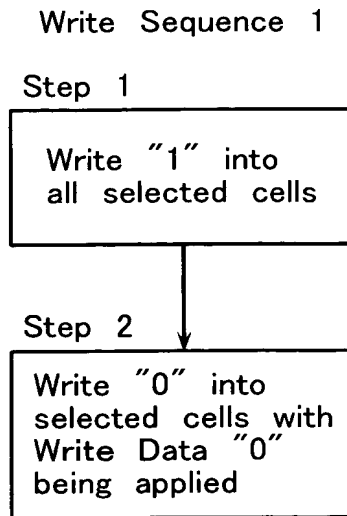 Write Sequence 1
Step 1
Write "1" into
all selected cells
Step 2
Write "0" into
selected cells with
Write Data "0"
being applied